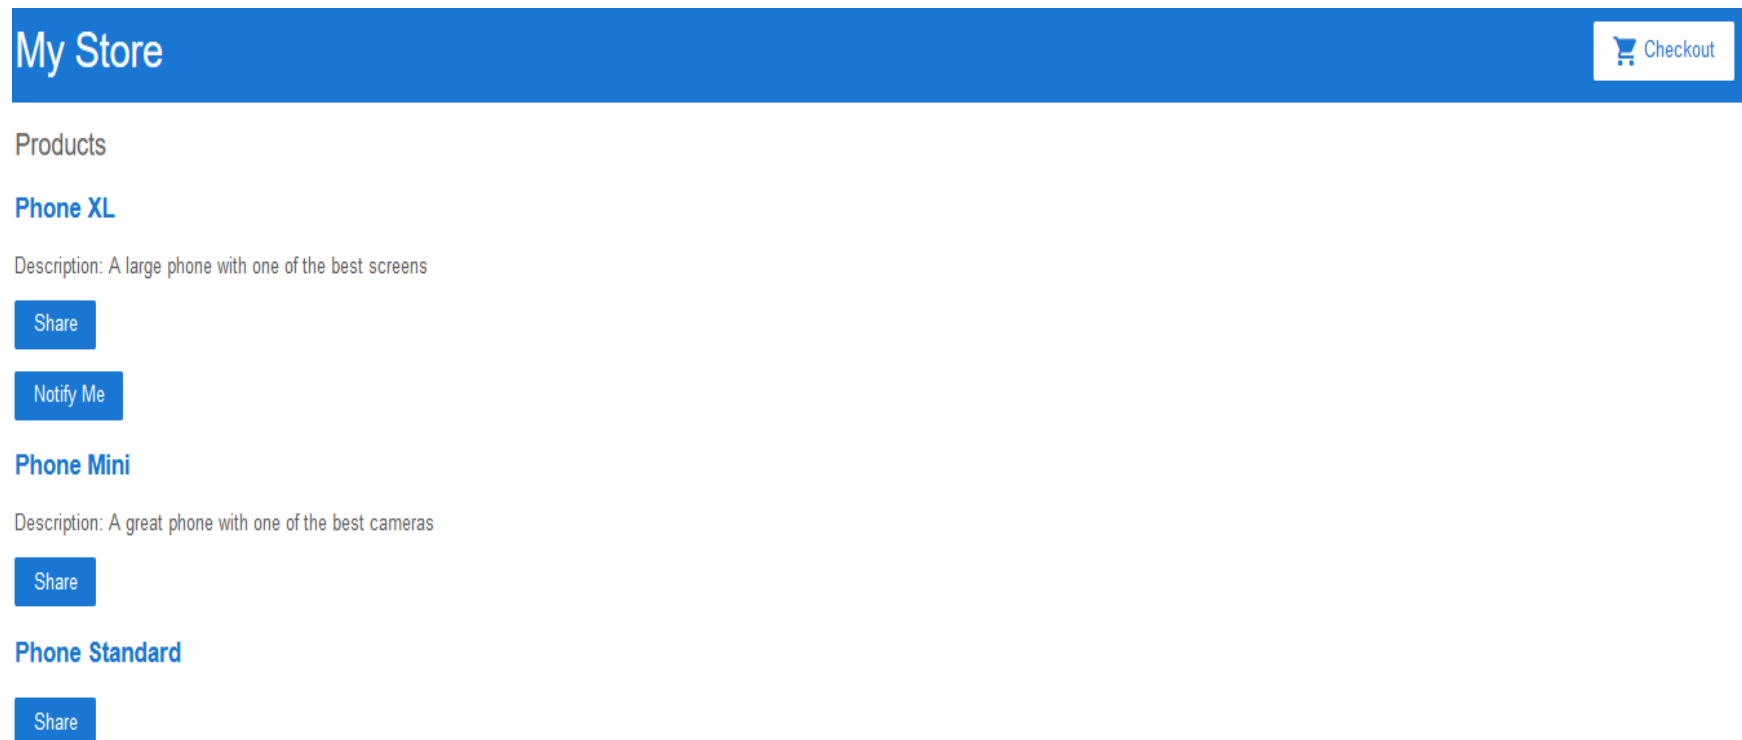 My Store
Checkout
Products
Phone XL
Description: A large phone with one of the best screens
Share
Notify Me
Phone Mini
Description: A great phone with one of the best cameras
Share
Phone Standard
Share